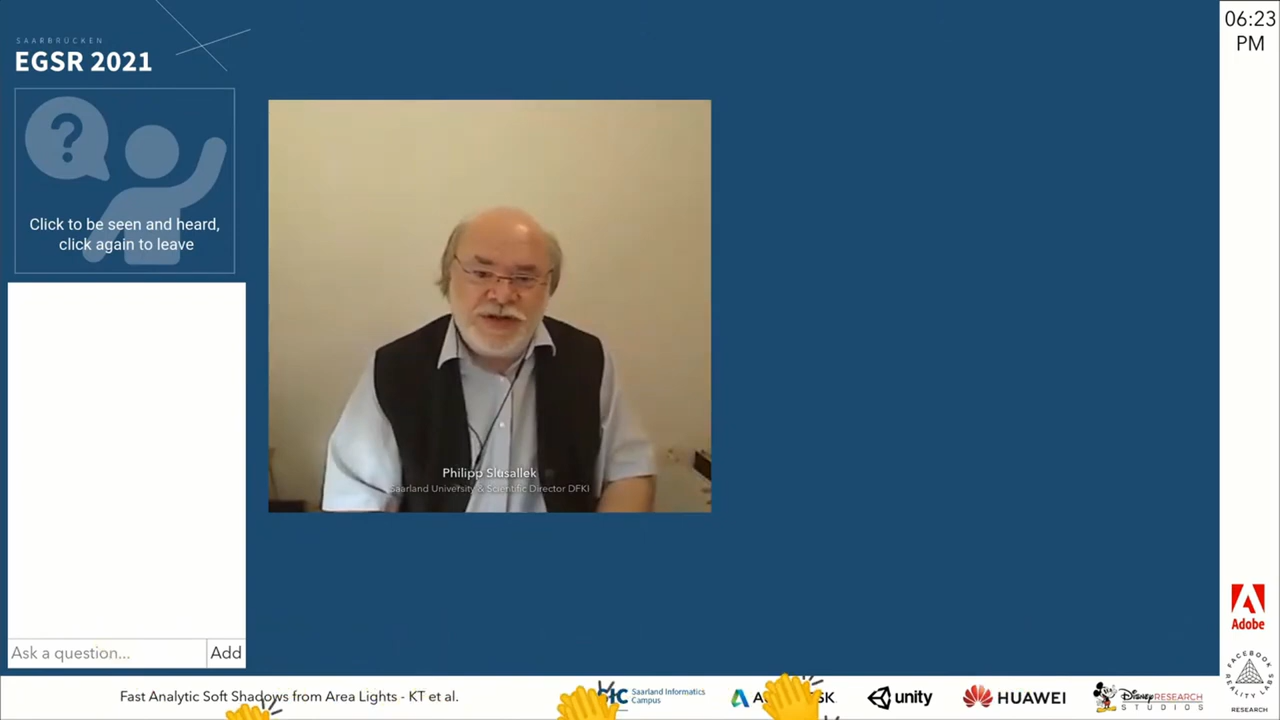 SAARBRÜCKEN
EGSR 2021
Click to be seen and heard,
click again to leave
Ask a question...
Add
Philipp Slusallek
Saarland University & Scientific Director DFKI
06:23
PM
Adobe
FACEBOOK
REALITY LABS
RESEARCH
Fast Analytic Soft Shadows from Area Lights - KT et al.
Saarland Informatics
Campus
unity
HUAWEI
Disney RESEARCH
STUDIOS